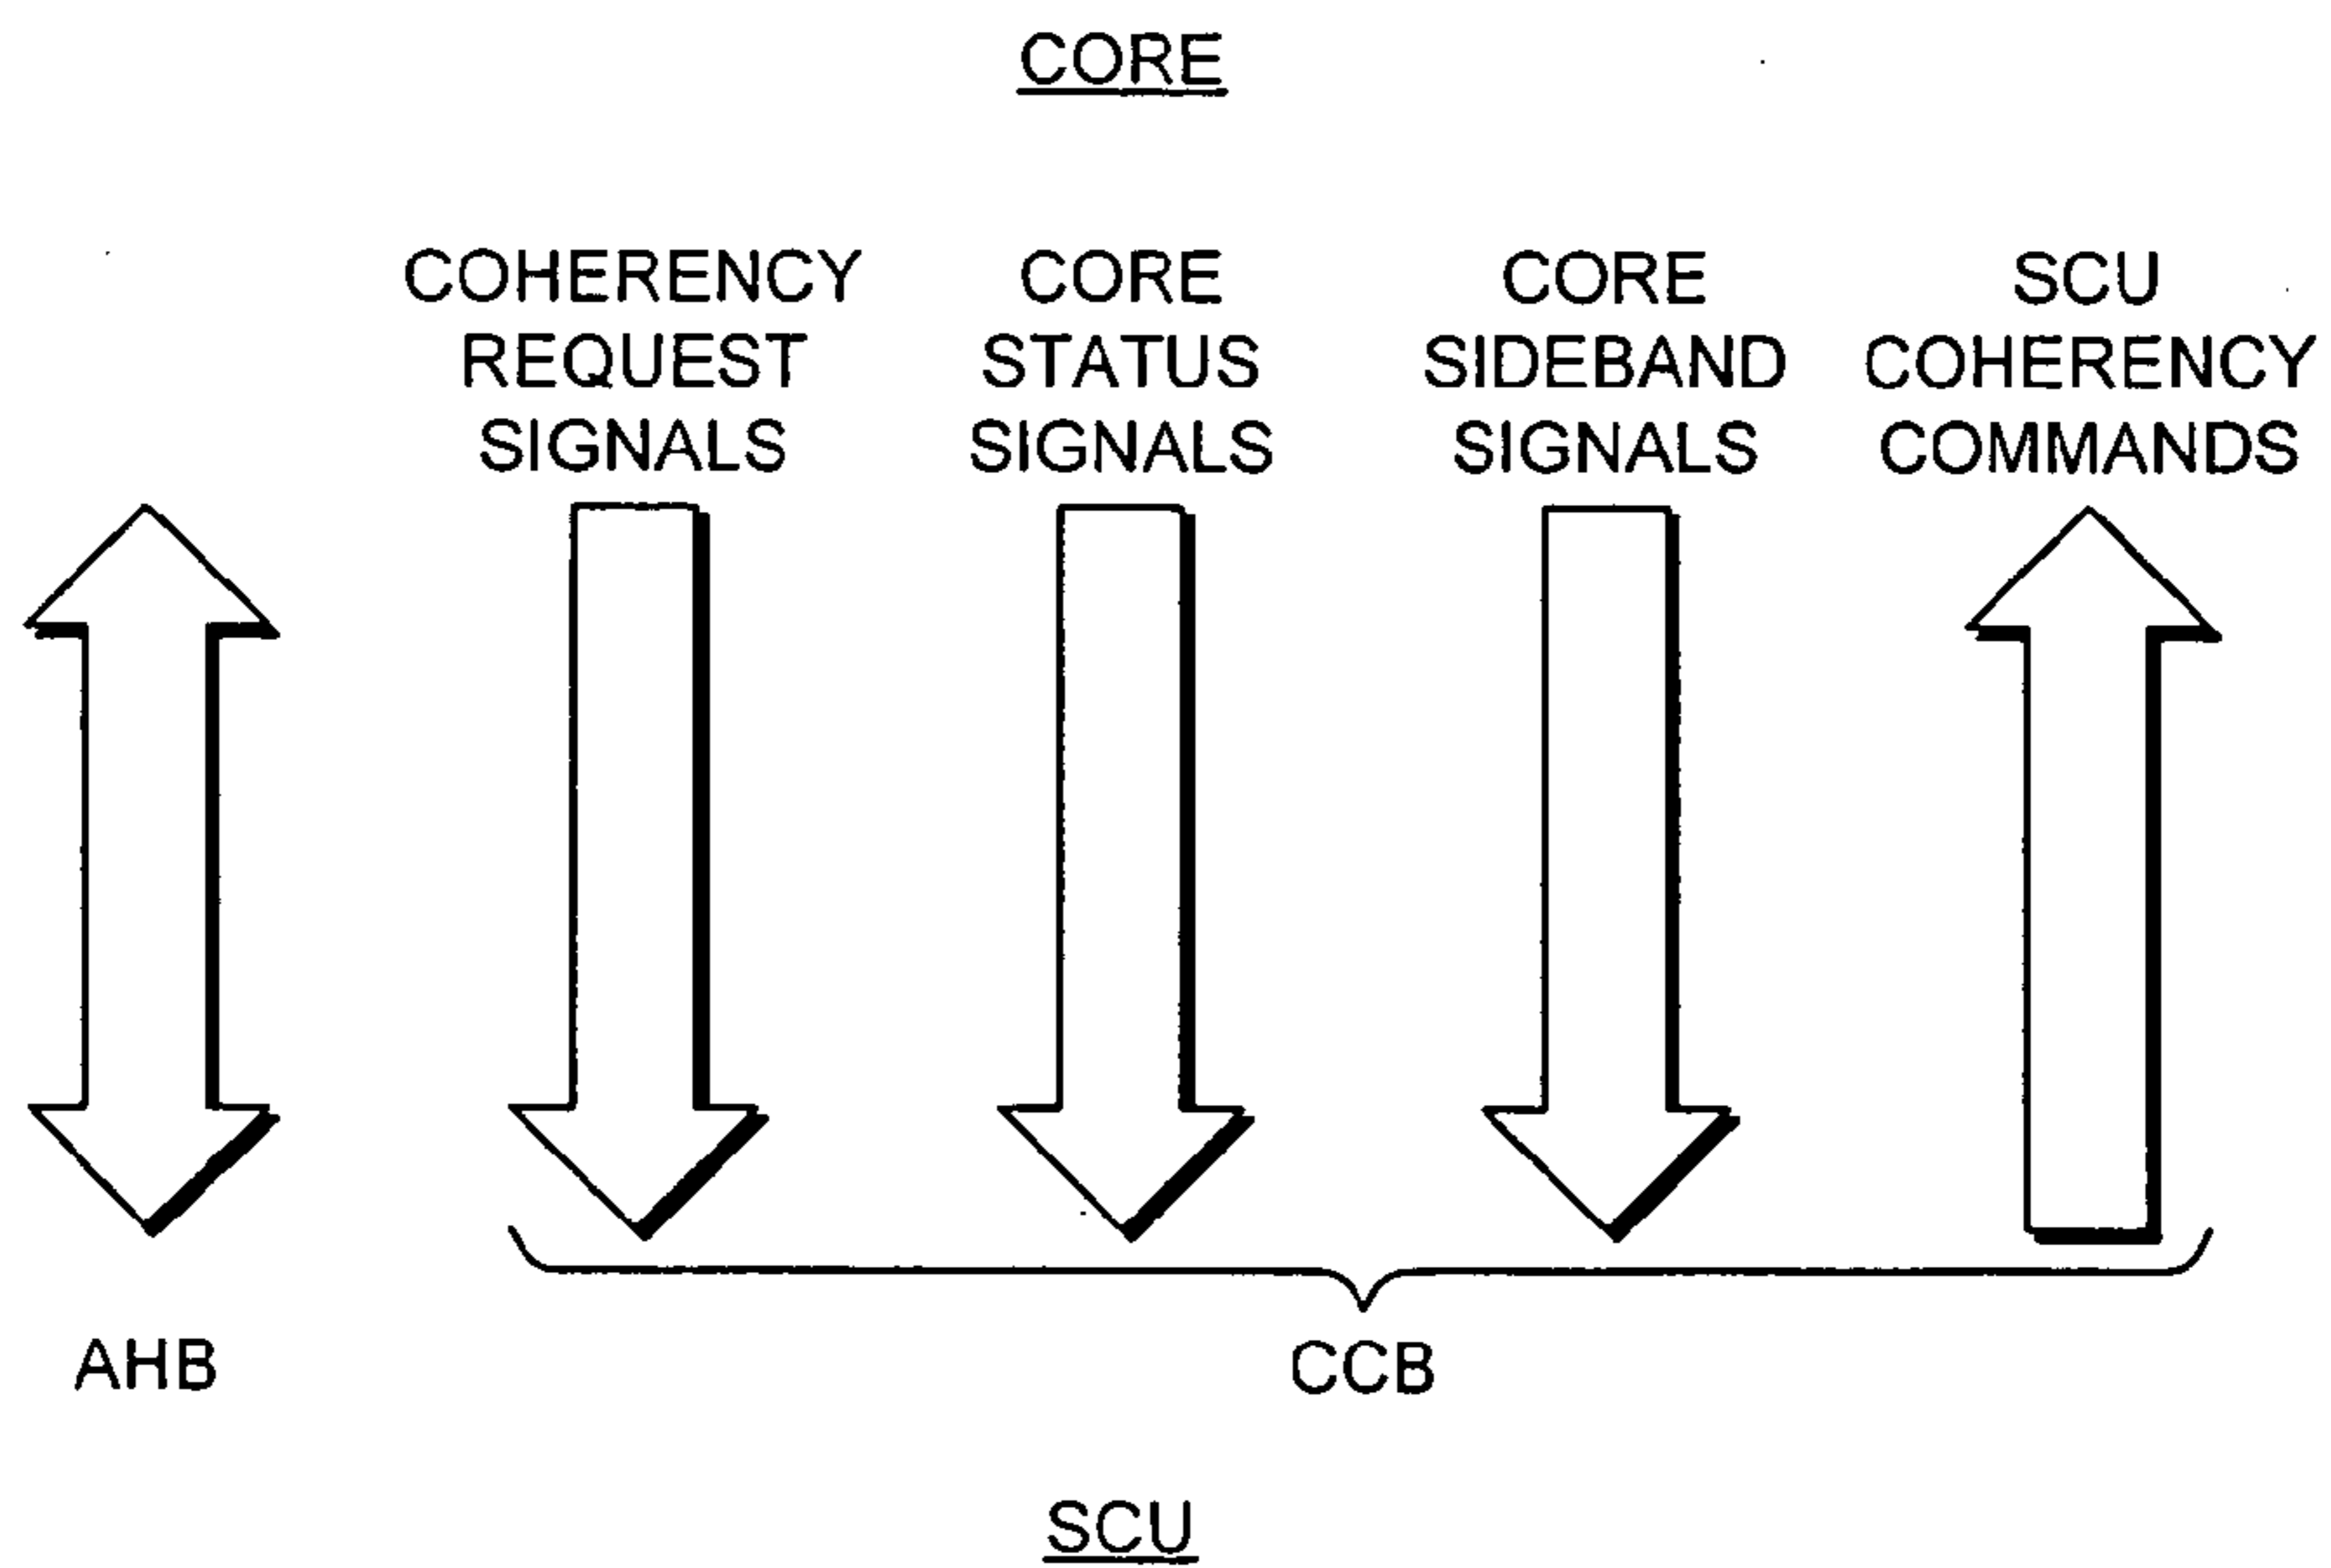 CORE
COHERENCY
REQUEST
SIGNALS
CORE
STATUS
SIGNALS
CORE
SIDEBAND
SIGNALS
SCU
COHERENCY
COMMANDS
AHB
CCB
SCU